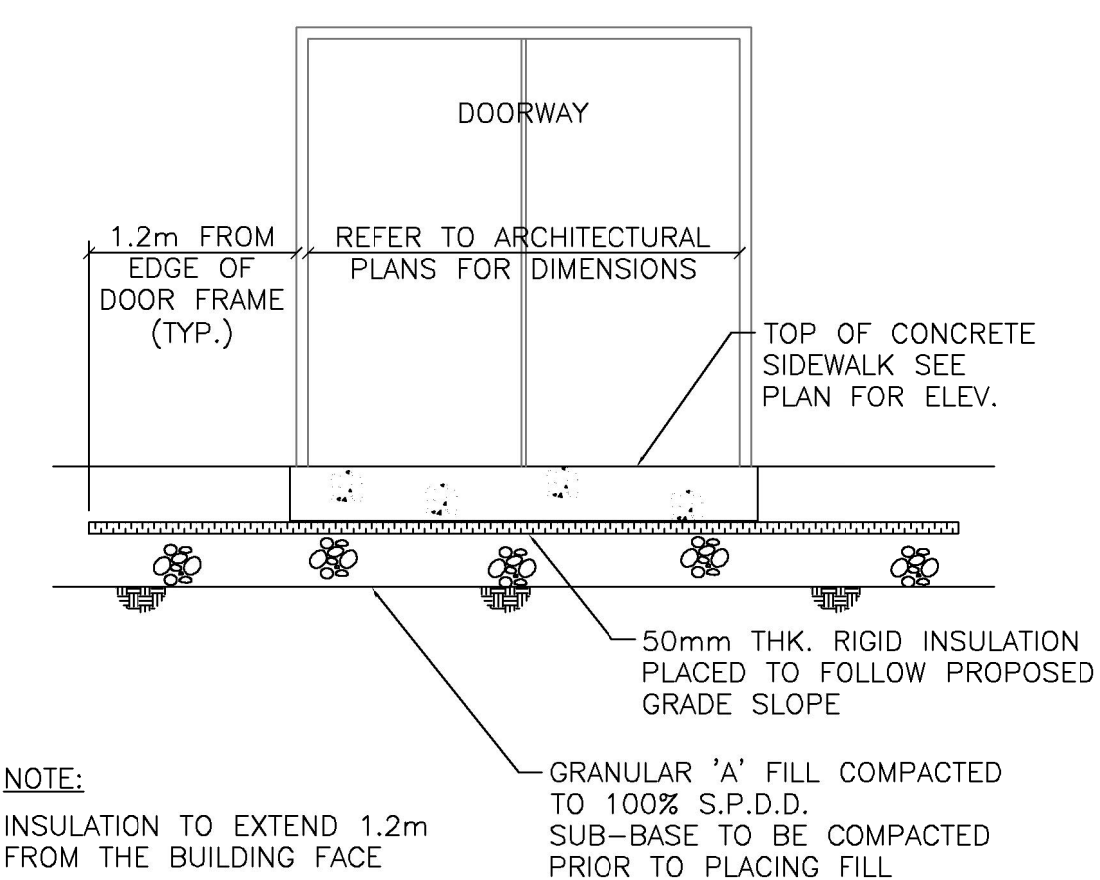 DOORWAY
1.2m FROM
EDGE OF
DOOR FRAME
(TYP.)
REFER TO ARCHITECTURAL
PLANS FOR DIMENSIONS
TOP OF CONCRETE
SIDEWALK SEE
PLAN FOR ELEV.
50mm THK. RIGID INSULATION
PLACED TO FOLLOW PROPOSED
GRADE SLOPE
GRANULAR 'A' FILL COMPACTED
TO 100% S.P.D.D.
SUB-BASE TO BE COMPACTED
PRIOR TO PLACING FILL
NOTE:
INSULATION TO EXTEND 1.2m
FROM THE BUILDING FACE